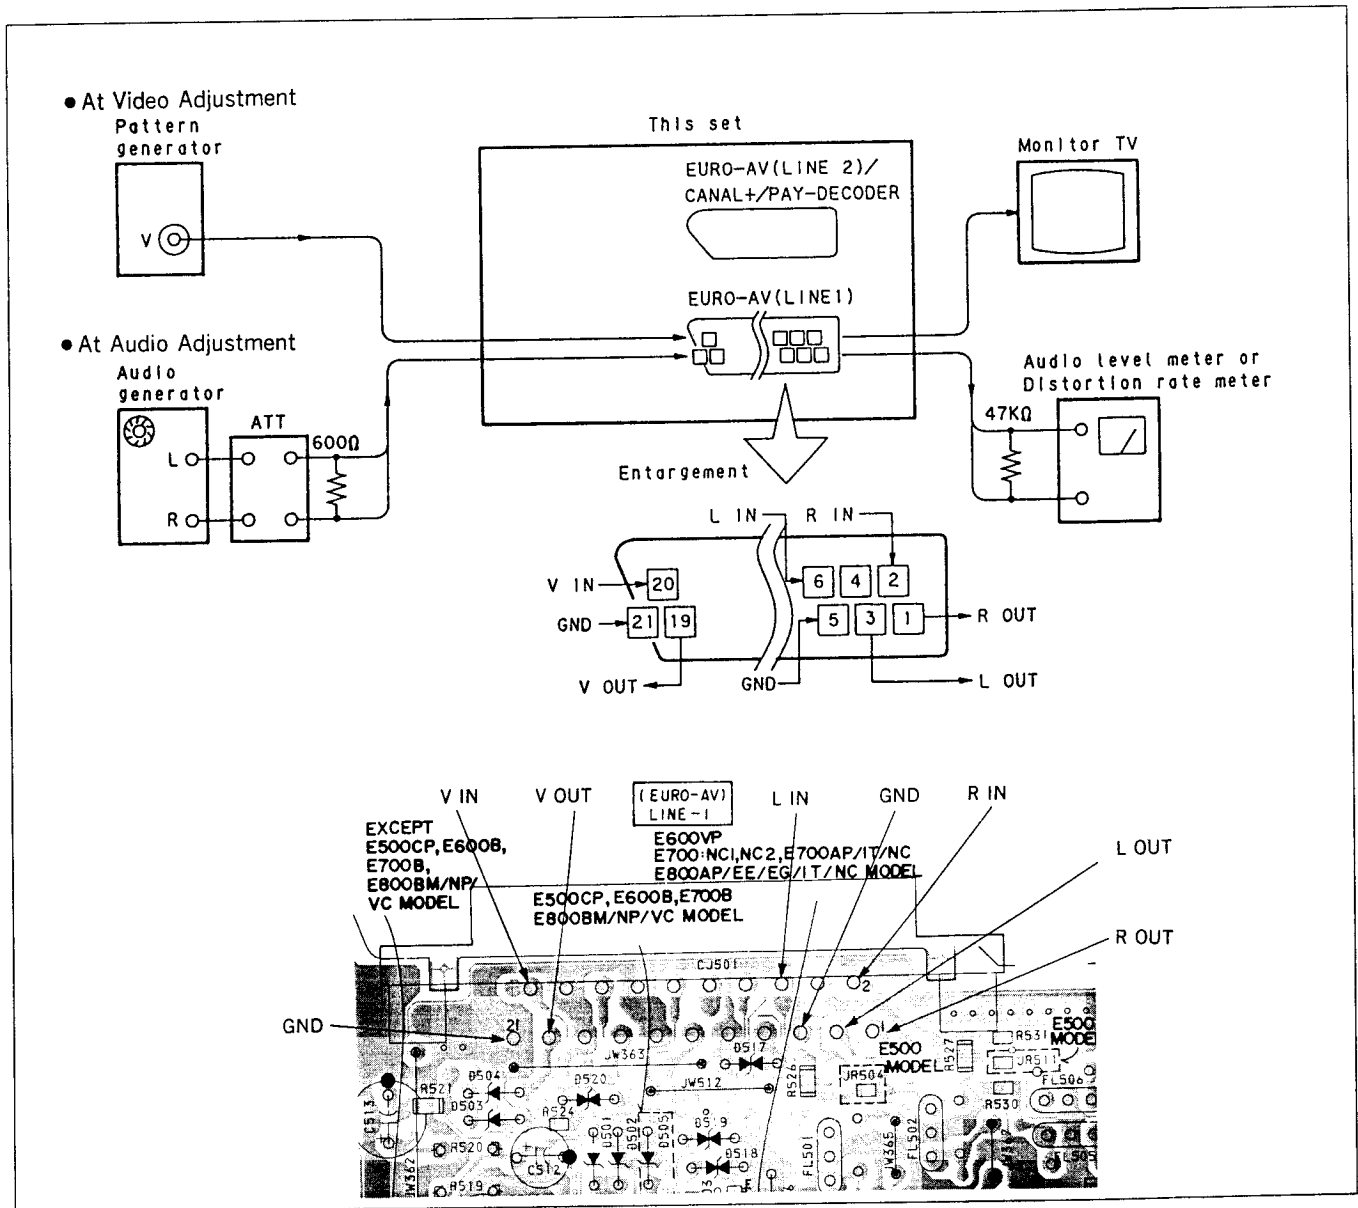 ● At Video Adjustment
Pattern
generator
V
This set
EURO-AV(LINE 2)/
CANAL+/PAY-DECODER
EURO-AV(LINE1)
Monitor TV
● At Audio Adjustment
Audio
generator
L
R
ATT
600Ω
Audio level meter or
Distortion rate meter
47KΩ
Entargement
L IN
R IN
V IN
20
6
4
2
GND
21
19
5
3
1
R OUT
V OUT
GND
L OUT
V IN
V OUT
(EURO-AV)
LINE-1
L IN
GND
R IN
EXCEPT
E500CP, E600B,
E700B,
E800BM/NP/
VC MODEL
E600VP
E700:NC1,NC2,E700AP/IT/NC
E800AP/EE/EG/IT/NC MODEL
E500CP, E600B, E700B
E800BM/NP/VC MODEL
L OUT
R OUT
CJ501
2
GND
21
1
JW363
D517
E500
MODEL
R527
R531
E500
MODEL
JR511
D504
D520
JW512
R526
JR504
FL506
C513
R521
D503
R524
D501
D502
D505
D519
R530
R520
C512
D518
FL501
JW365
FL502
FL505
JW362
R519